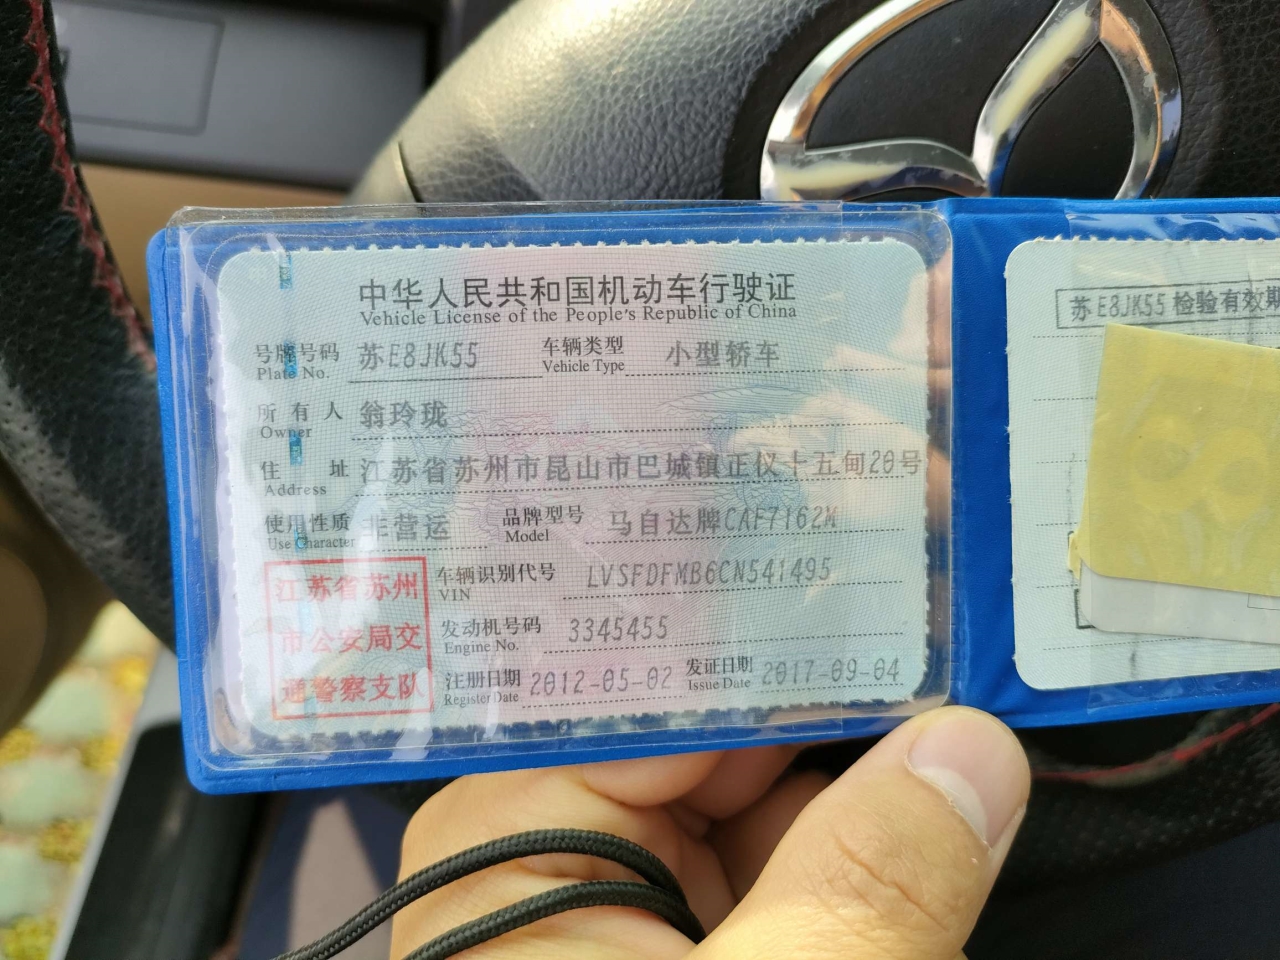 中华人民共和国机动车行驶证
Vehicle License of the People's Republic of China
号牌号码 苏E8JK55 车辆类型 小型轿车
Plate No. Vehicle Type
所有人 翁玲珑
Owner
住址 江苏省苏州市昆山市巴城镇正仪十五甸20号
Address
使用性质 非营运 品牌型号 马自达牌CAF7162M
Use Character Model
车辆识别代号 LVSFDFMB6CN541495
VIN
发动机号码 3345455
Engine No.
注册日期 2012-05-02 发证日期 2017-09-04
Register Date Issue Date
江苏省苏州
市公安局交
通警察支队
苏E8JK55 检验有效期